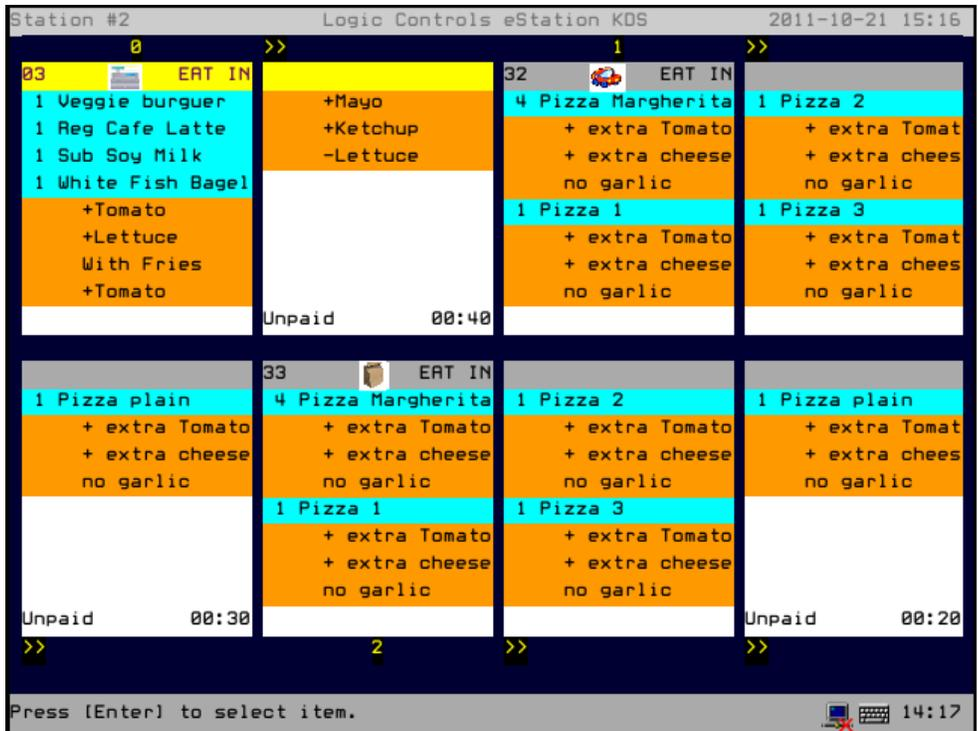 Station #2 Logic Controls eStation KDS 2011-10-21 15:16
0 >> 1 >>
03 EAT IN
1 Veggie burguer
1 Reg Cafe Latte
1 Sub Soy Milk
1 White Fish Bagel
+Tomato
+Lettuce
With Fries
+Tomato
+Mayo
+Ketchup
-Lettuce
Unpaid 00:40
32 EAT IN
4 Pizza Margherita
+ extra Tomato
+ extra cheese
no garlic
1 Pizza 1
+ extra Tomato
+ extra cheese
no garlic
1 Pizza 2
+ extra Tomat
+ extra chees
no garlic
1 Pizza 3
+ extra Tomat
+ extra chees
no garlic
1 Pizza plain
+ extra Tomato
+ extra cheese
no garlic
Unpaid 00:30
33 EAT IN
4 Pizza Margherita
+ extra Tomato
+ extra cheese
no garlic
1 Pizza 1
+ extra Tomato
+ extra cheese
no garlic
1 Pizza 2
+ extra Tomato
+ extra cheese
no garlic
1 Pizza 3
+ extra Tomato
+ extra cheese
no garlic
1 Pizza plain
+ extra Tomat
+ extra chees
no garlic
Unpaid 00:20
>> 2 >> >>
Press [Enter] to select item. 14:17